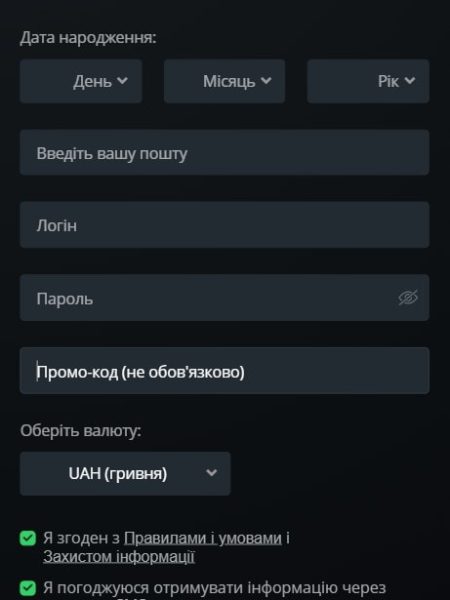 Дата народження:
День Місяць Рік
Введіть вашу пошту
Логін
Пароль
Промо-код (не обов'язково)
Оберіть валюту:
UAH (гривня)
Я згоден з Правилами і умовами і
Захистом інформації
Я погоджуюся отримувати інформацію через